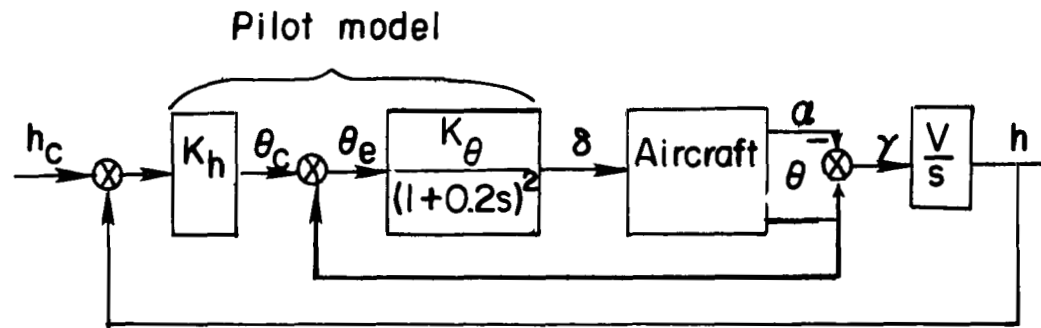 Pilot model
h_c
K_h
θ_c
θ_e
K_θ
(1+0.2s)^2
δ
Aircraft
α
−
θ
γ
V
s
h